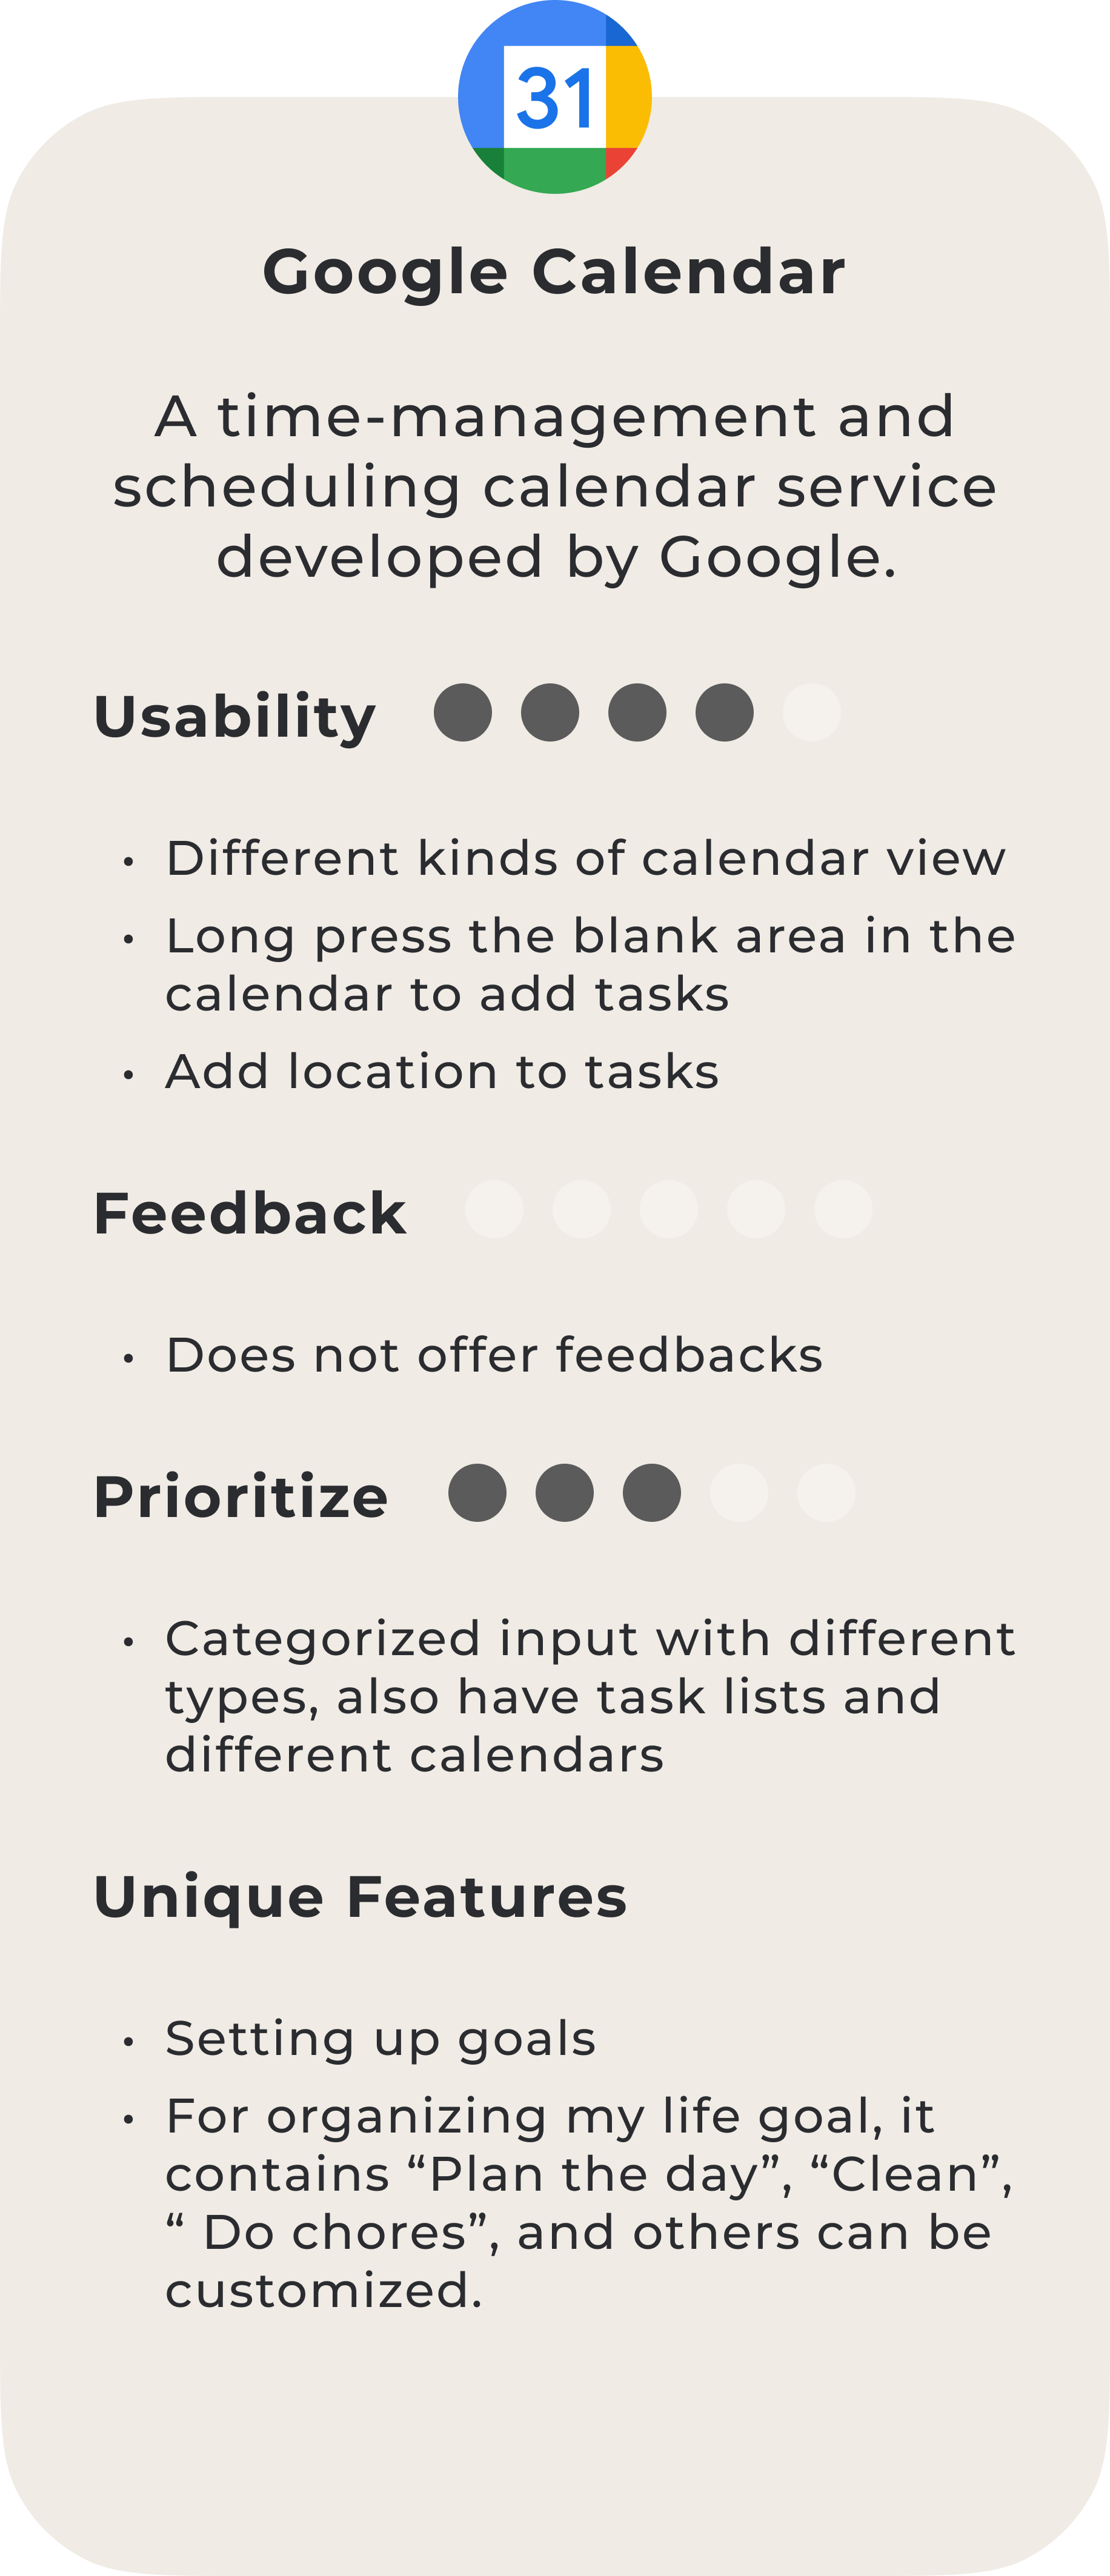 31
Google Calendar
A time-management and
scheduling calendar service
developed by Google.
Usability
• Different kinds of calendar view
• Long press the blank area in the
calendar to add tasks
• Add location to tasks
Feedback
• Does not offer feedbacks
Prioritize
• Categorized input with different
types, also have task lists and
different calendars
Unique Features
• Setting up goals
• For organizing my life goal, it
contains “Plan the day”, “Clean”,
“ Do chores”, and others can be
customized.